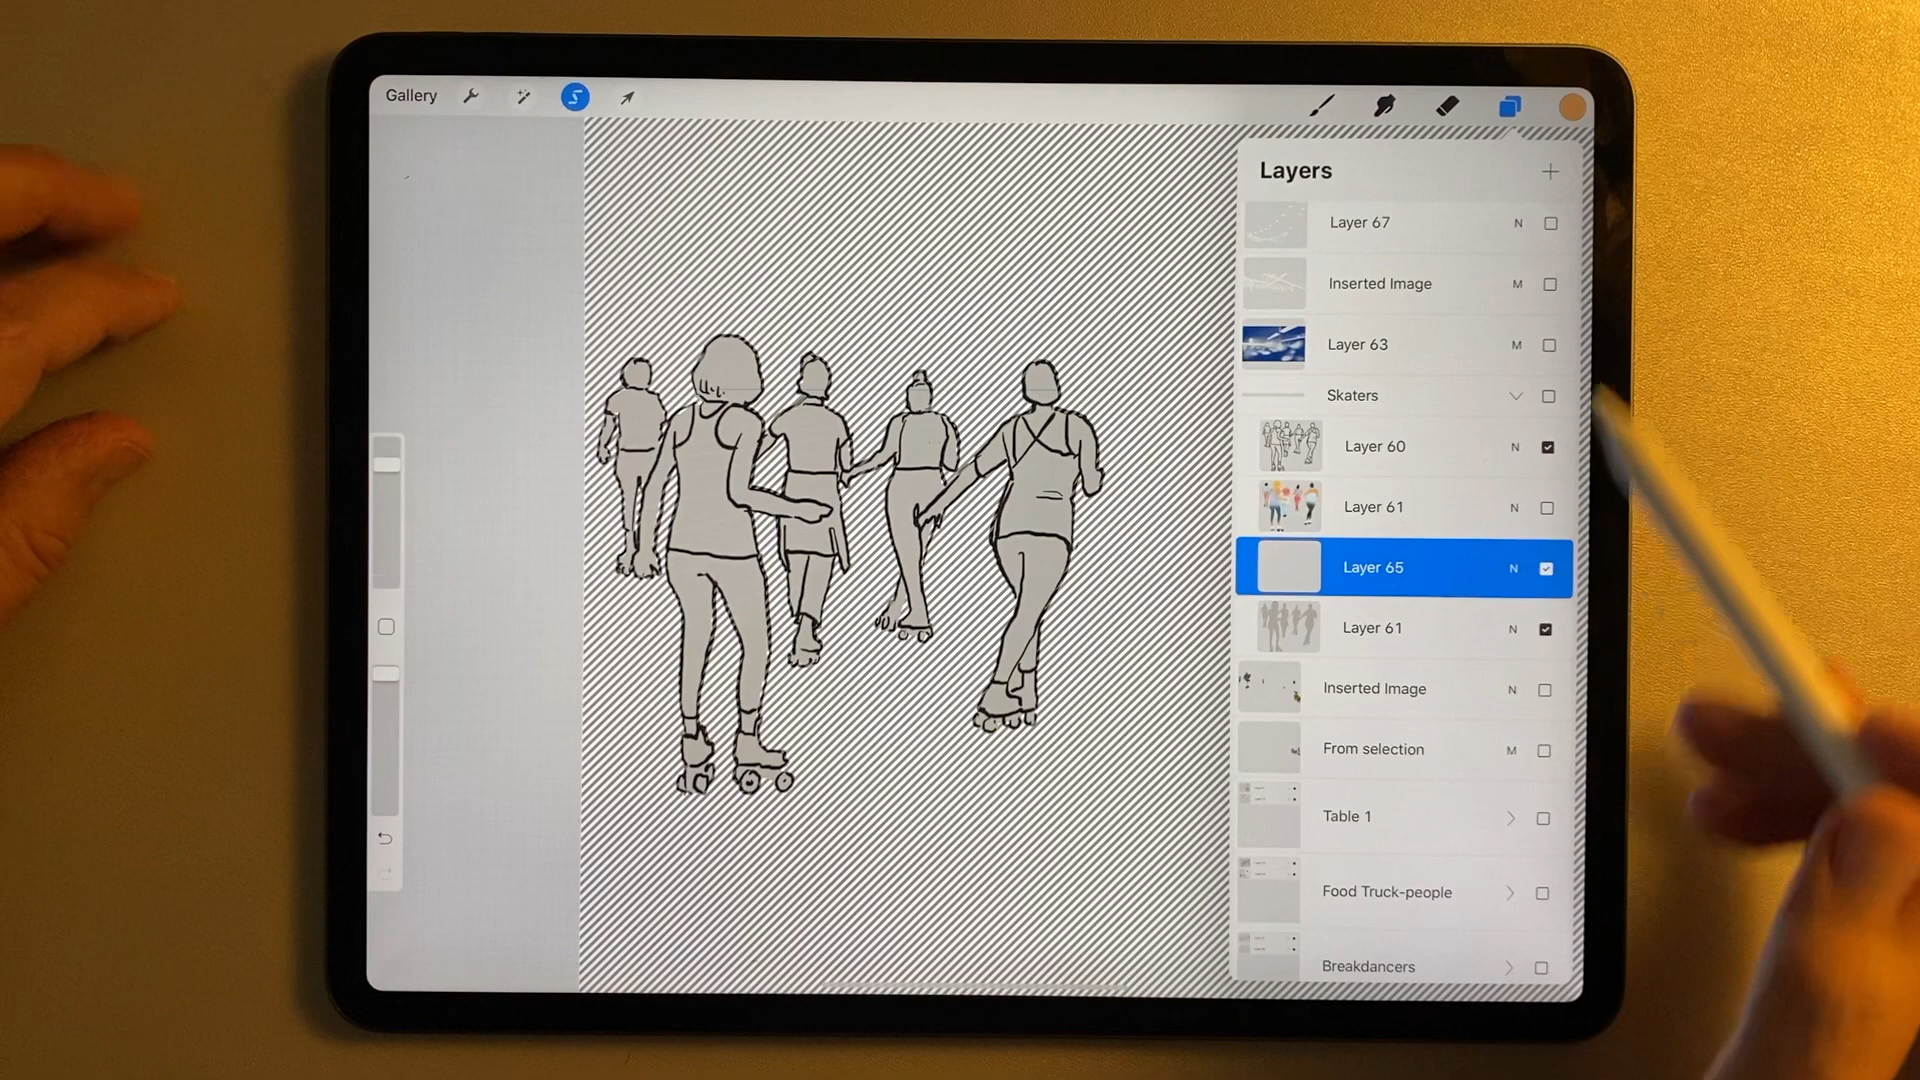 Gallery
Layers
Layer 67 N
Inserted Image M
Layer 63 M
Skaters
Layer 60 N
Layer 61 N
Layer 65 N
Layer 61 N
Inserted Image N
From selection M
Table 1
Food Truck-people
Breakdancers